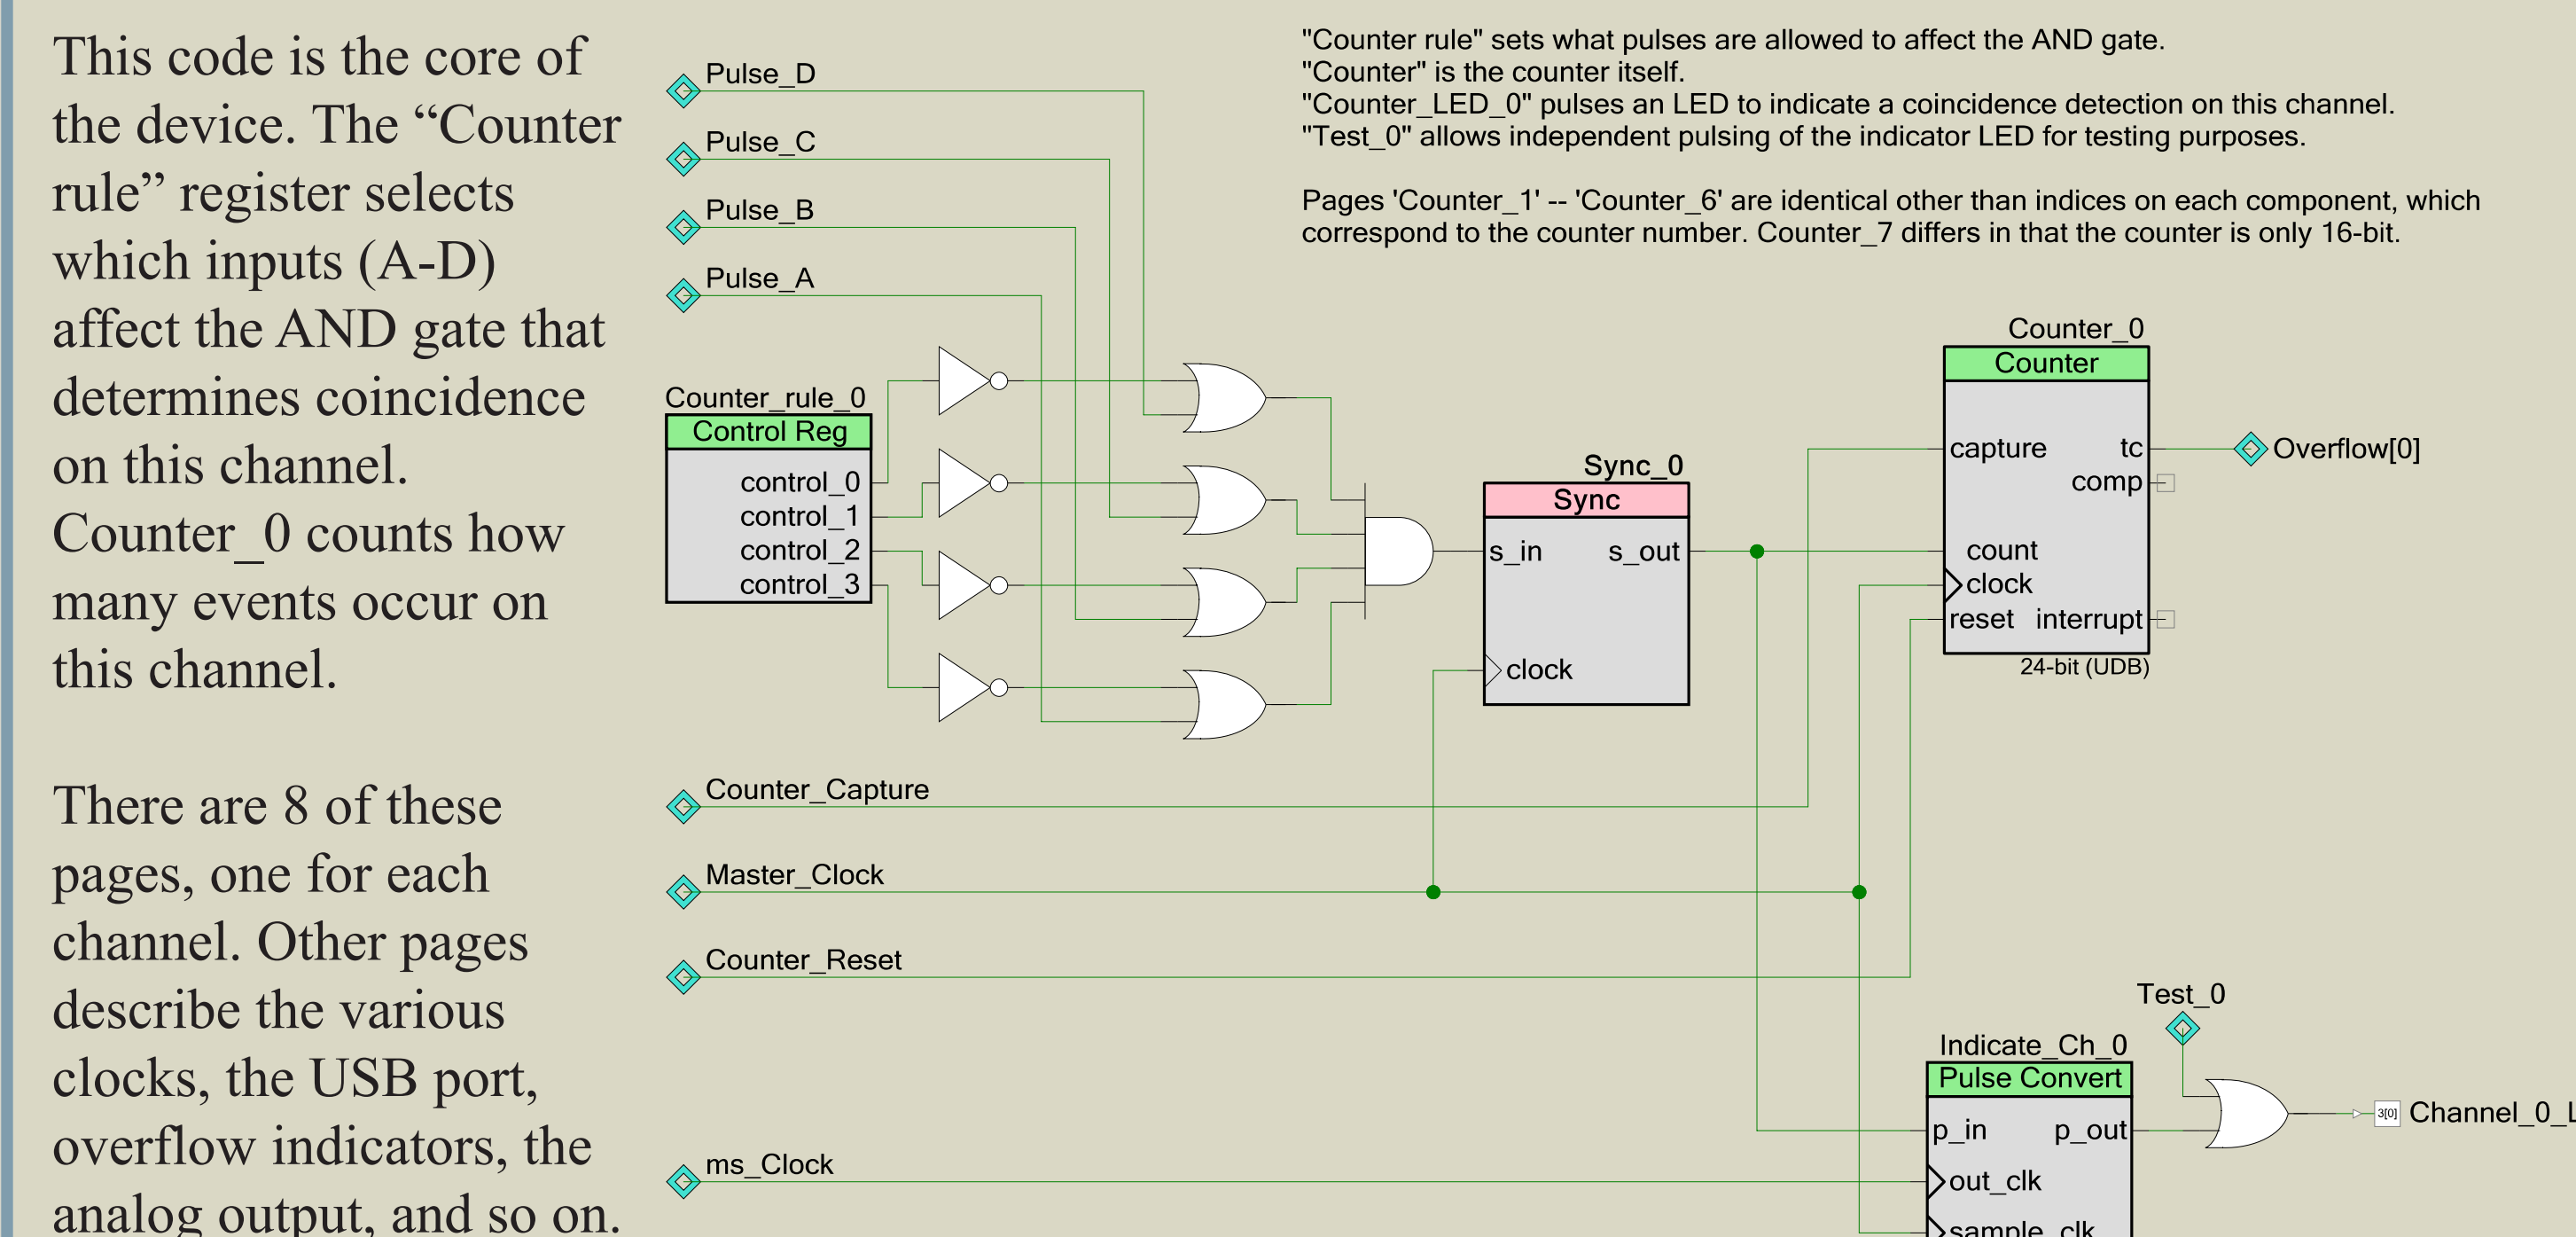 This code is the core of
the device. The “Counter
rule” register selects
which inputs (A-D)
affect the AND gate that
determines coincidence
on this channel.
Counter_0 counts how
many events occur on
this channel.
There are 8 of these
pages, one for each
channel. Other pages
describe the various
clocks, the USB port,
overflow indicators, the
analog output, and so on.
"Counter rule" sets what pulses are allowed to affect the AND gate.
"Counter" is the counter itself.
"Counter_LED_0" pulses an LED to indicate a coincidence detection on this channel.
"Test_0" allows independent pulsing of the indicator LED for testing purposes.
Pages 'Counter_1' -- 'Counter_6' are identical other than indices on each component, which
correspond to the counter number. Counter_7 differs in that the counter is only 16-bit.
Pulse_D
Pulse_C
Pulse_B
Pulse_A
Counter_rule_0
Control Reg
control_0
control_1
control_2
control_3
Sync_0
Sync
s_in s_out
clock
Counter_0
Counter
capture tc
comp
count
clock
reset interrupt
24-bit (UDB)
Overflow[0]
Counter_Capture
Master_Clock
Counter_Reset
ms_Clock
Test_0
Indicate_Ch_0
Pulse Convert
p_in p_out
out_clk
sample_clk
3[0]
Channel_0_L